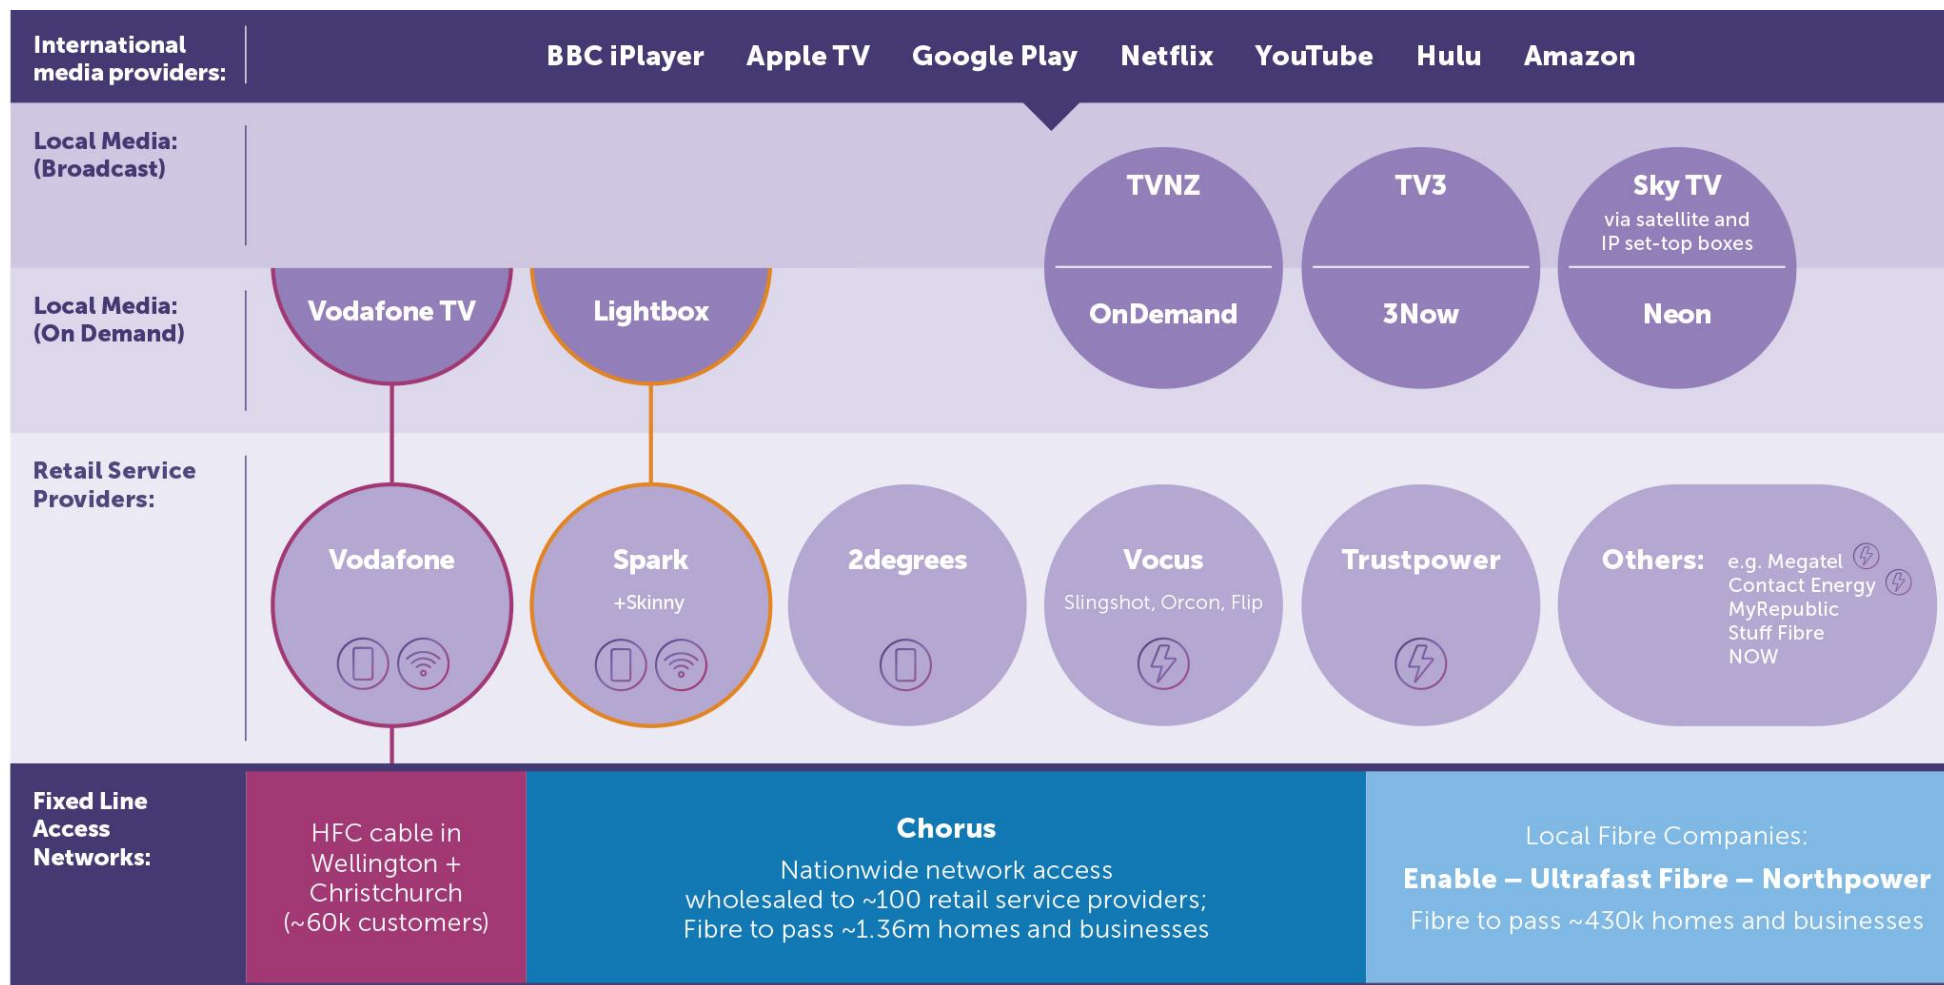 International
media providers:
BBC iPlayer Apple TV Google Play Netflix YouTube Hulu Amazon
Local Media:
(Broadcast)
TVNZ
TV3
Sky TV
via satellite and
IP set-top boxes
Local Media:
(On Demand)
Vodafone TV
Lightbox
OnDemand
3Now
Neon
Retail Service
Providers:
Vodafone
Spark
+Skinny
2degrees
Vocus
Slingshot, Orcon, Flip
Trustpower
Others:
e.g. Megatel
Contact Energy
MyRepublic
Stuff Fibre
NOW
Fixed Line
Access
Networks:
HFC cable in
Wellington +
Christchurch
(~60k customers)
Chorus
Nationwide network access
wholesaled to ~100 retail service providers;
Fibre to pass ~1.36m homes and businesses
Local Fibre Companies:
Enable – Ultrafast Fibre – Northpower
Fibre to pass ~430k homes and businesses